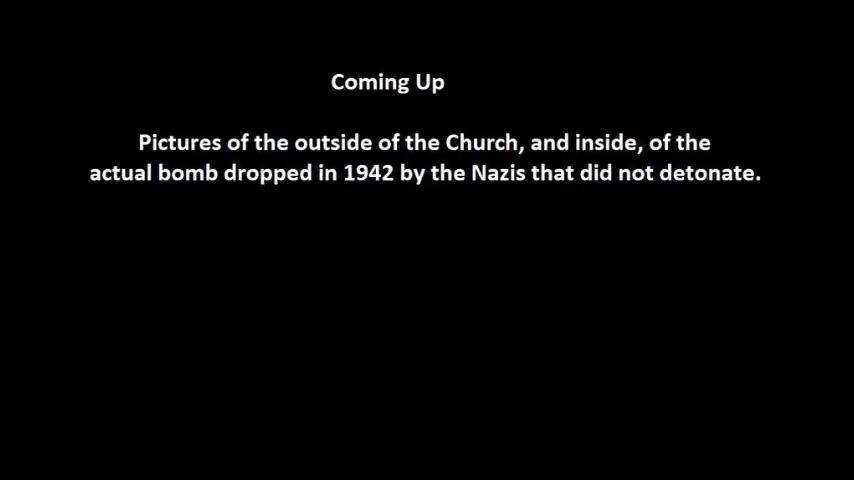 Coming Up
Pictures of the outside of the Church, and inside, of the
actual bomb dropped in 1942 by the Nazis that did not detonate.